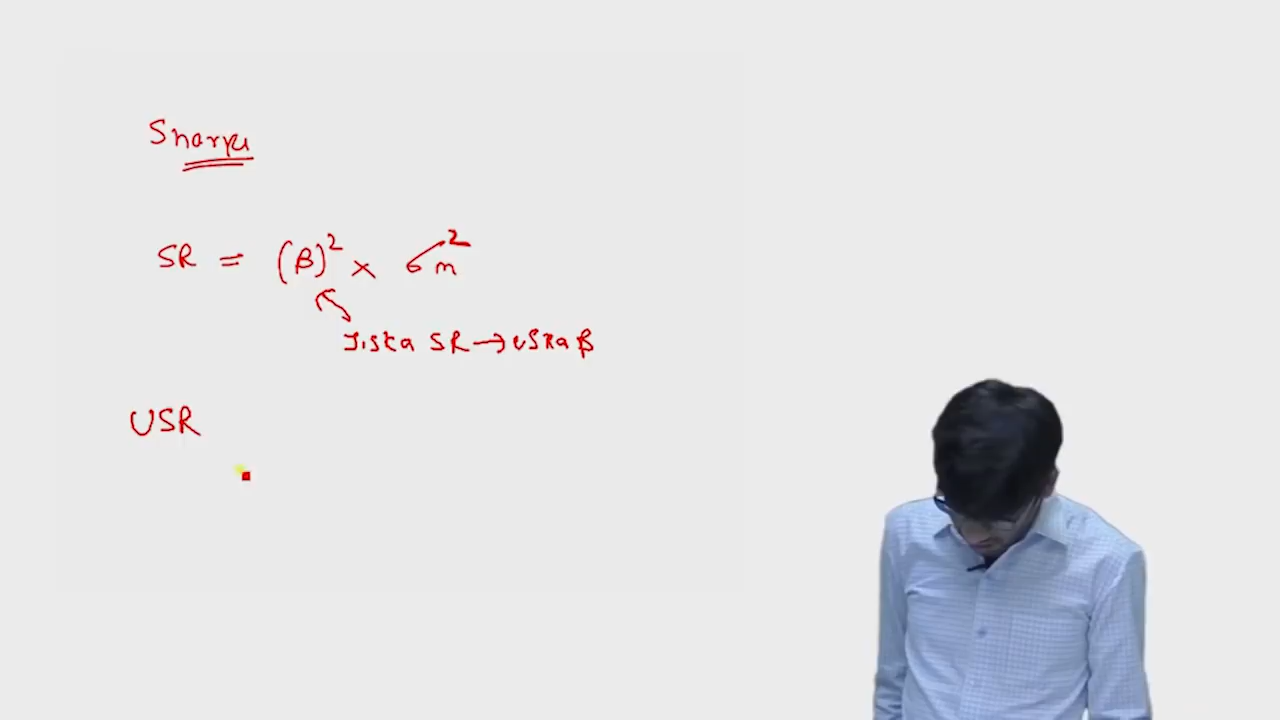 Sharpe
SR = (β)² × σm²
Jiska SR → uska β
USR